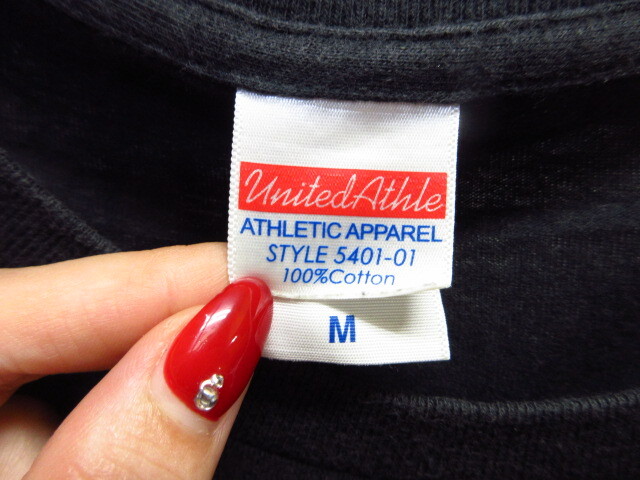 UnitedAthle
ATHLETIC APPAREL
STYLE 5401-01
100%Cotton
M